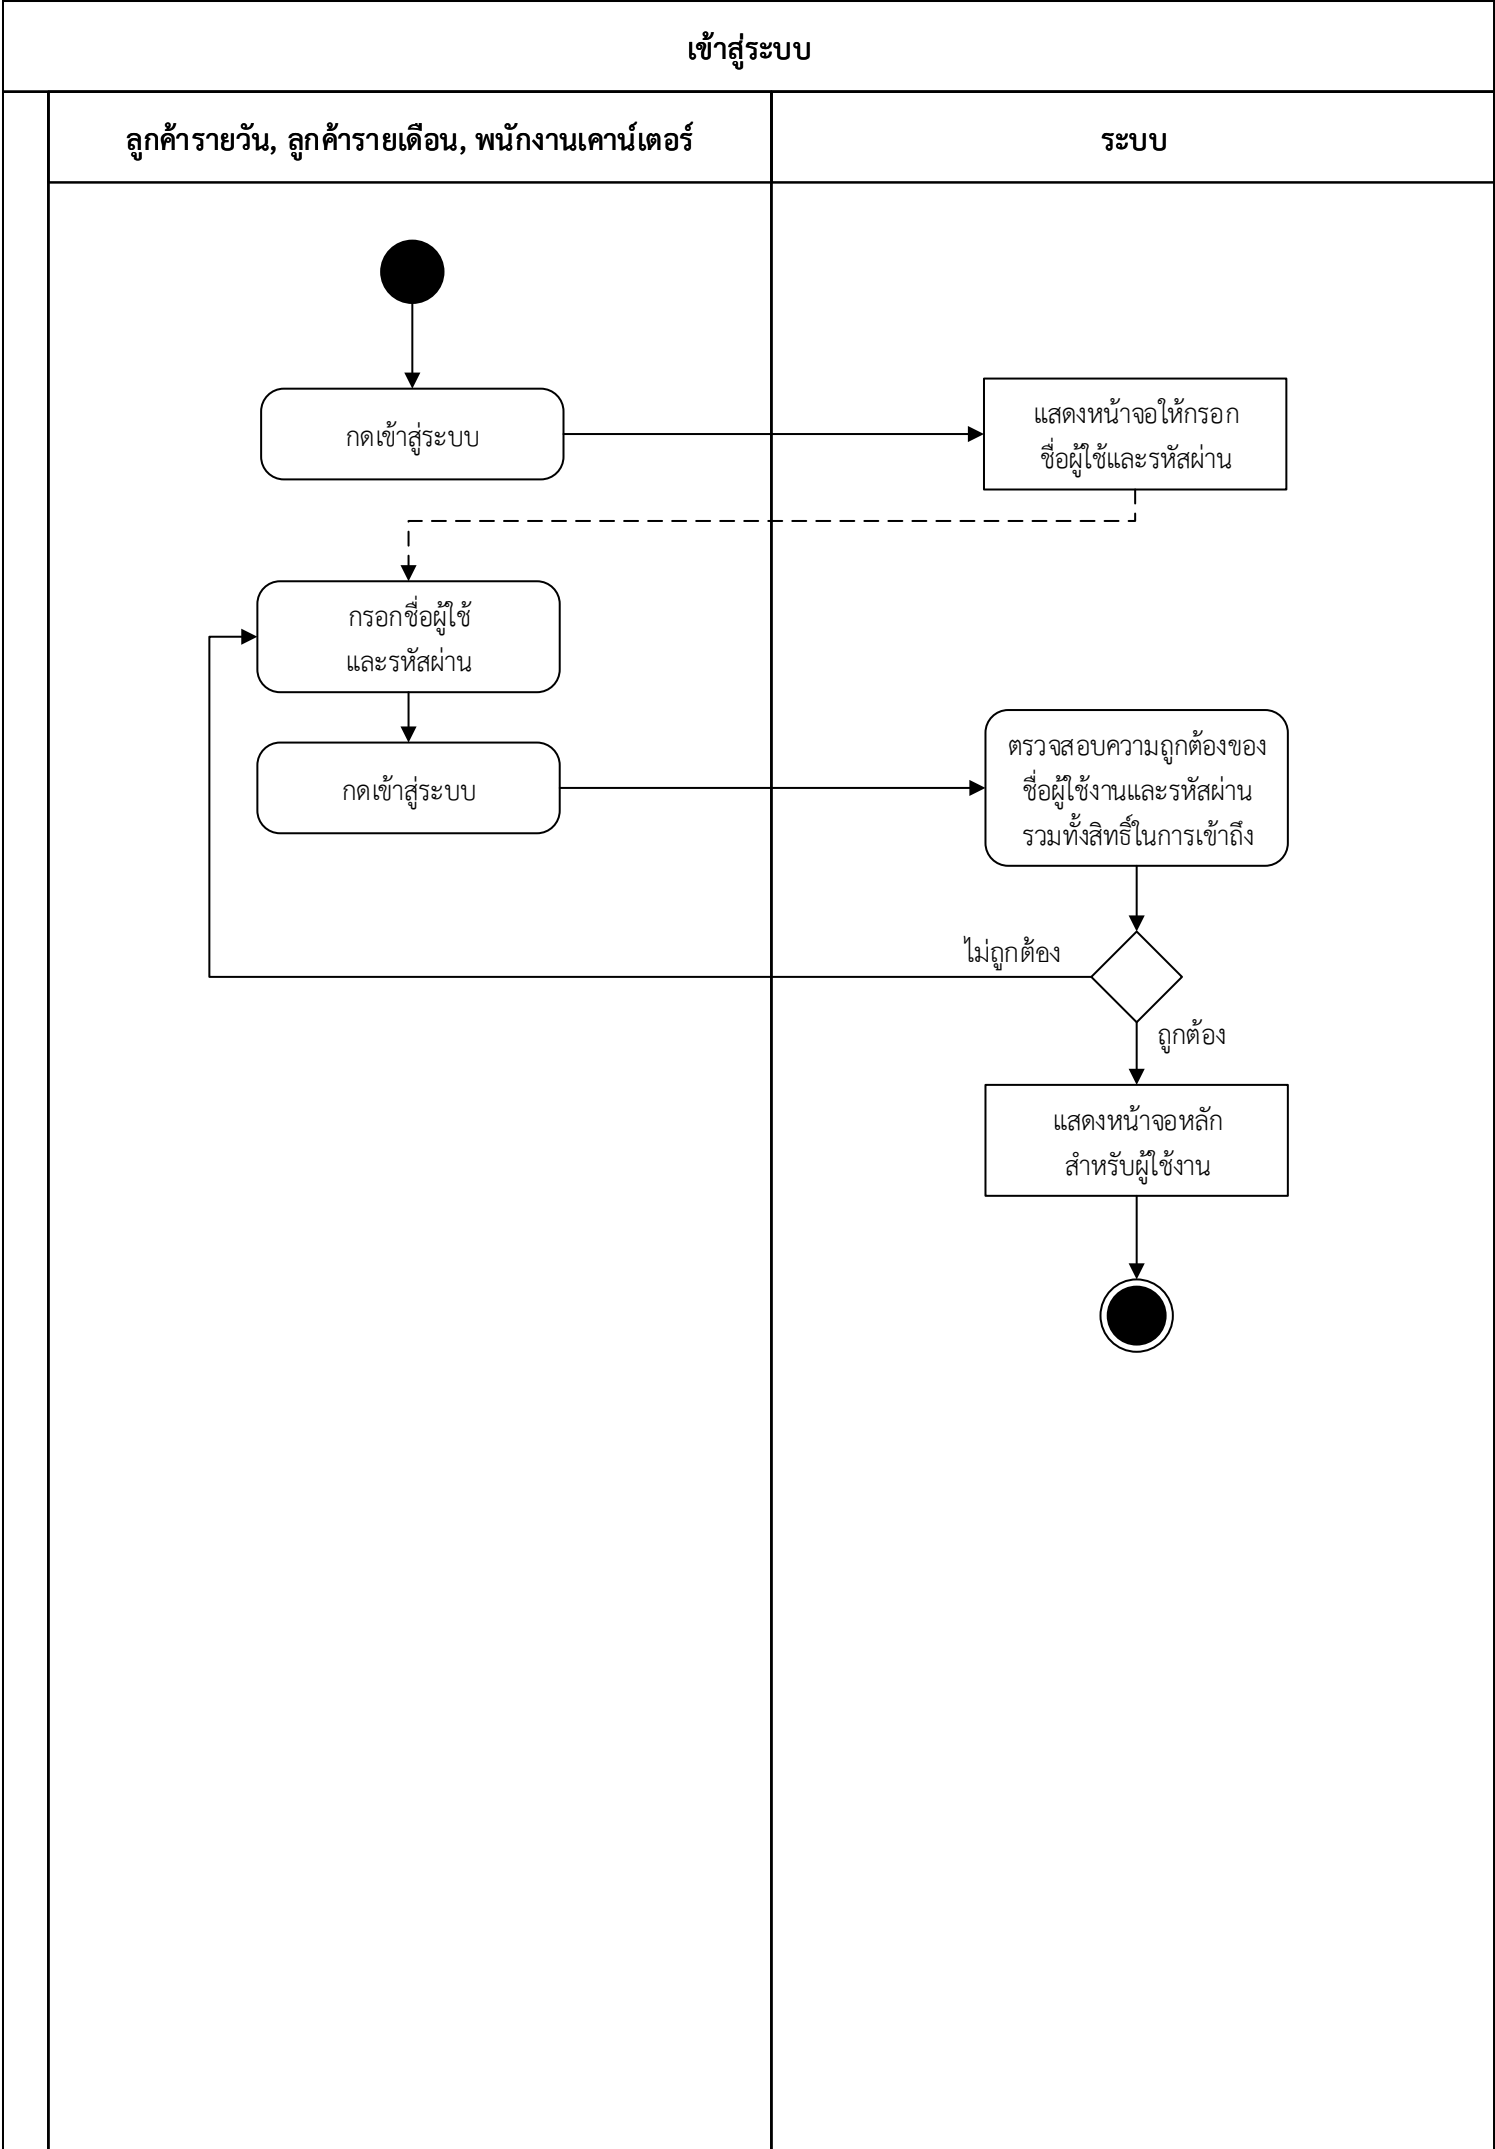 เข้าสู่ระบบ
ลูกค้ารายวัน, ลูกค้ารายเดือน, พนักงานเคาน์เตอร์
ระบบ
กดเข้าสู่ระบบ
แสดงหน้าจอให้กรอก
ชื่อผู้ใช้และรหัสผ่าน
กรอกชื่อผู้ใช้
และรหัสผ่าน
กดเข้าสู่ระบบ
ตรวจสอบความถูกต้องของ
ชื่อผู้ใช้งานและรหัสผ่าน
รวมทั้งสิทธิ์ในการเข้าถึง
ไม่ถูกต้อง
ถูกต้อง
แสดงหน้าจอหลัก
สำหรับผู้ใช้งาน